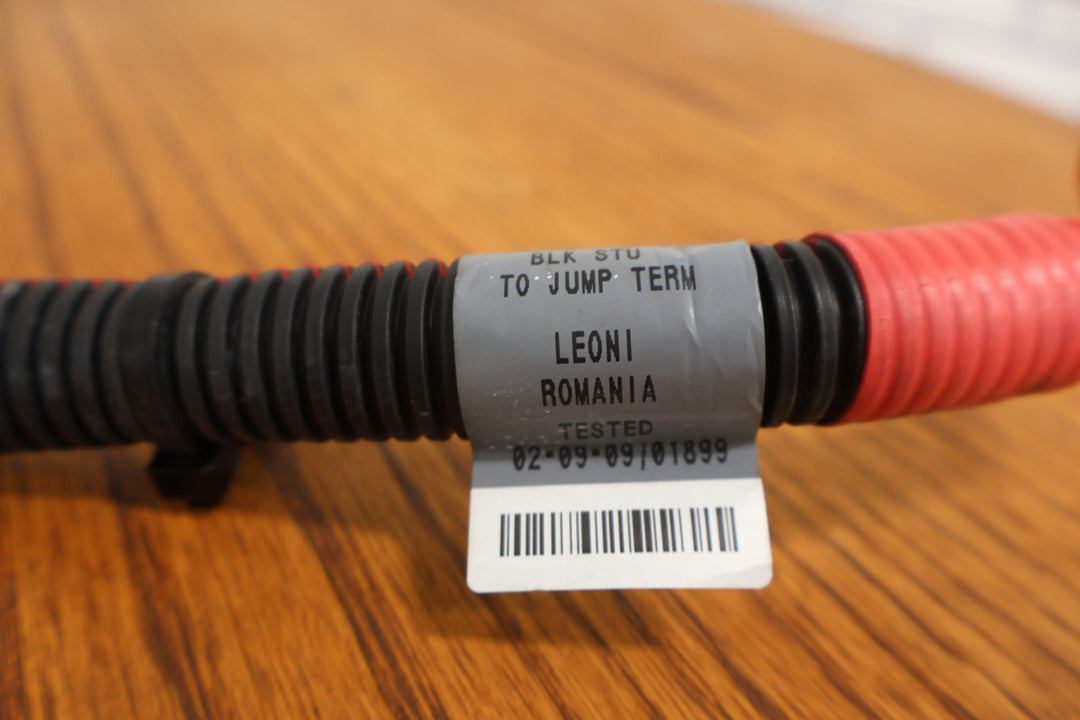 BLK STU
TO JUMP TERM
LEONI
ROMANIA
TESTED
02-09-09/01899